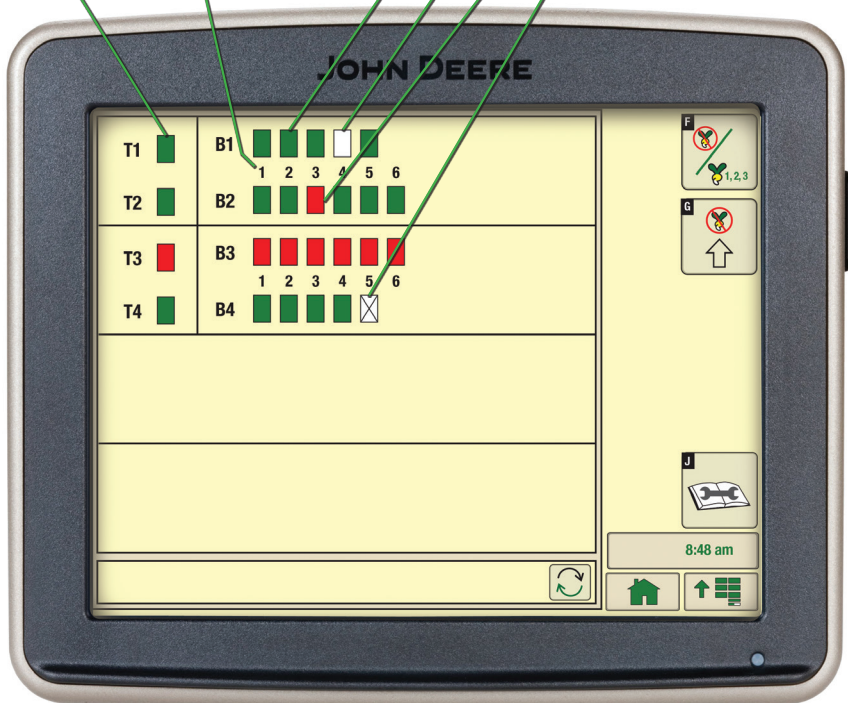 JOHN DEERE
T1 B1
1 2 3 4 5 6
T2 B2
T3 B3
1 2 3 4 5 6
T4 B4
F
1, 2, 3
G
J
8:48 am